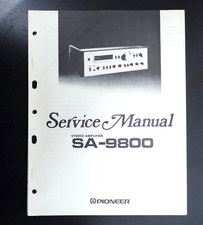 Service Manual
STEREO AMPLIFIER
SA-9800
PIONEER